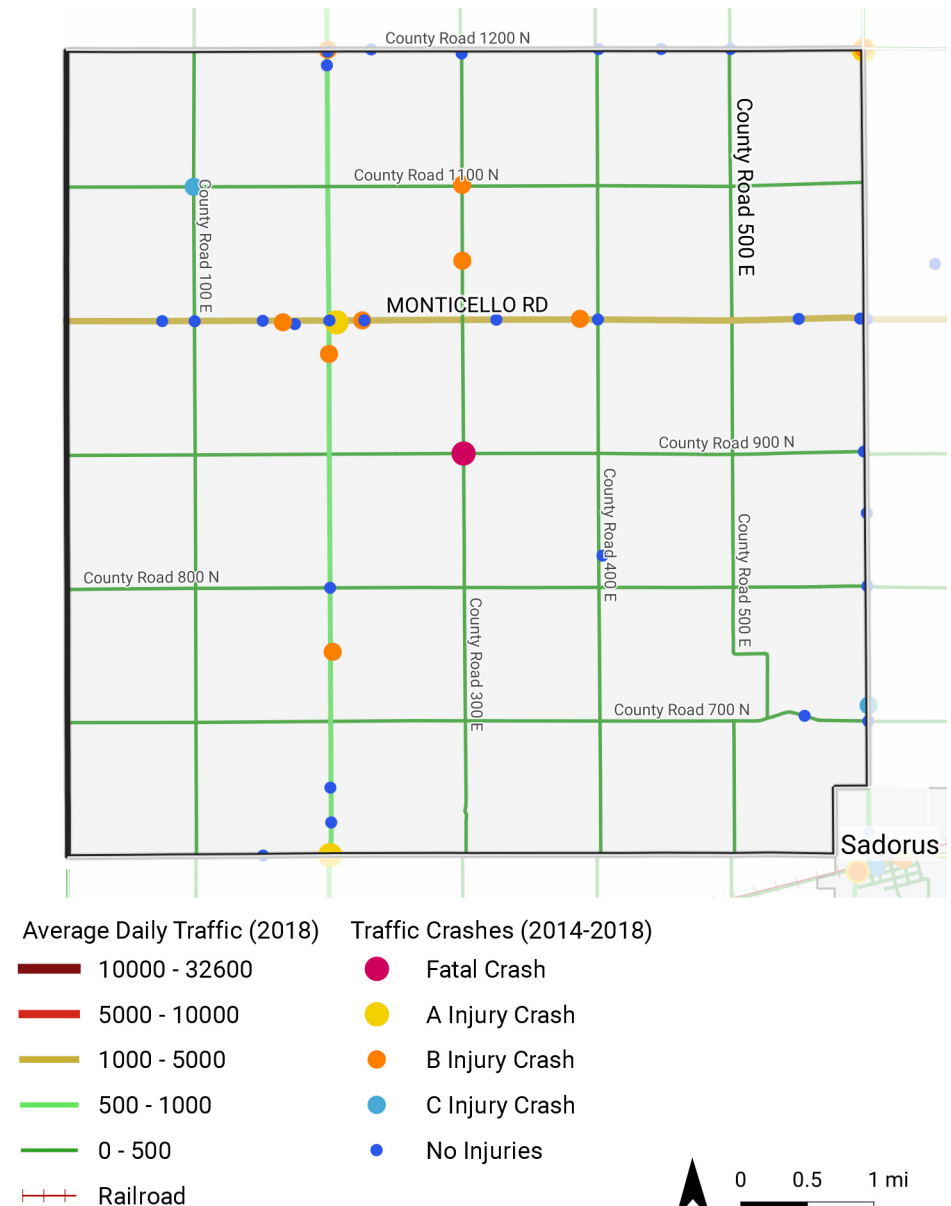 County Road 1200 N
County Road 500 E
County Road 1100 N
County Road 100 E
MONTICELLO RD
County Road 900 N
County Road 400 E
County Road 500 E
County Road 800 N
County Road 300 E
County Road 700 N
Sadorus
Average Daily Traffic (2018)
10000 - 32600
5000 - 10000
1000 - 5000
500 - 1000
0 - 500
Railroad
Traffic Crashes (2014-2018)
Fatal Crash
A Injury Crash
B Injury Crash
C Injury Crash
No Injuries
0 0.5 1 mi